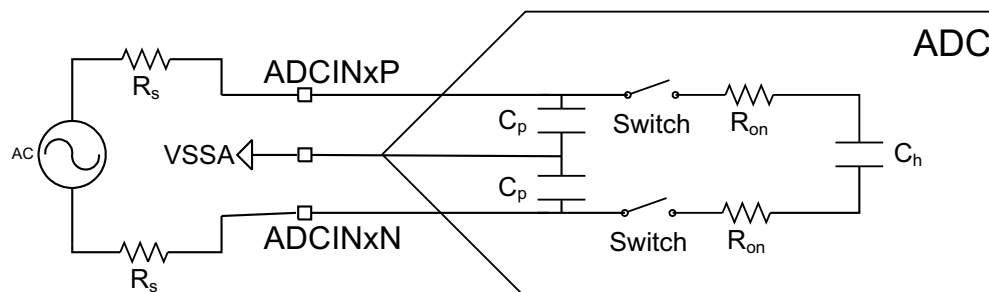 ADC
ADCINxP
Rs
Cp
Switch
Ron
AC
VSSA
Ch
Cp
ADCINxN
Rs
Switch
Ron